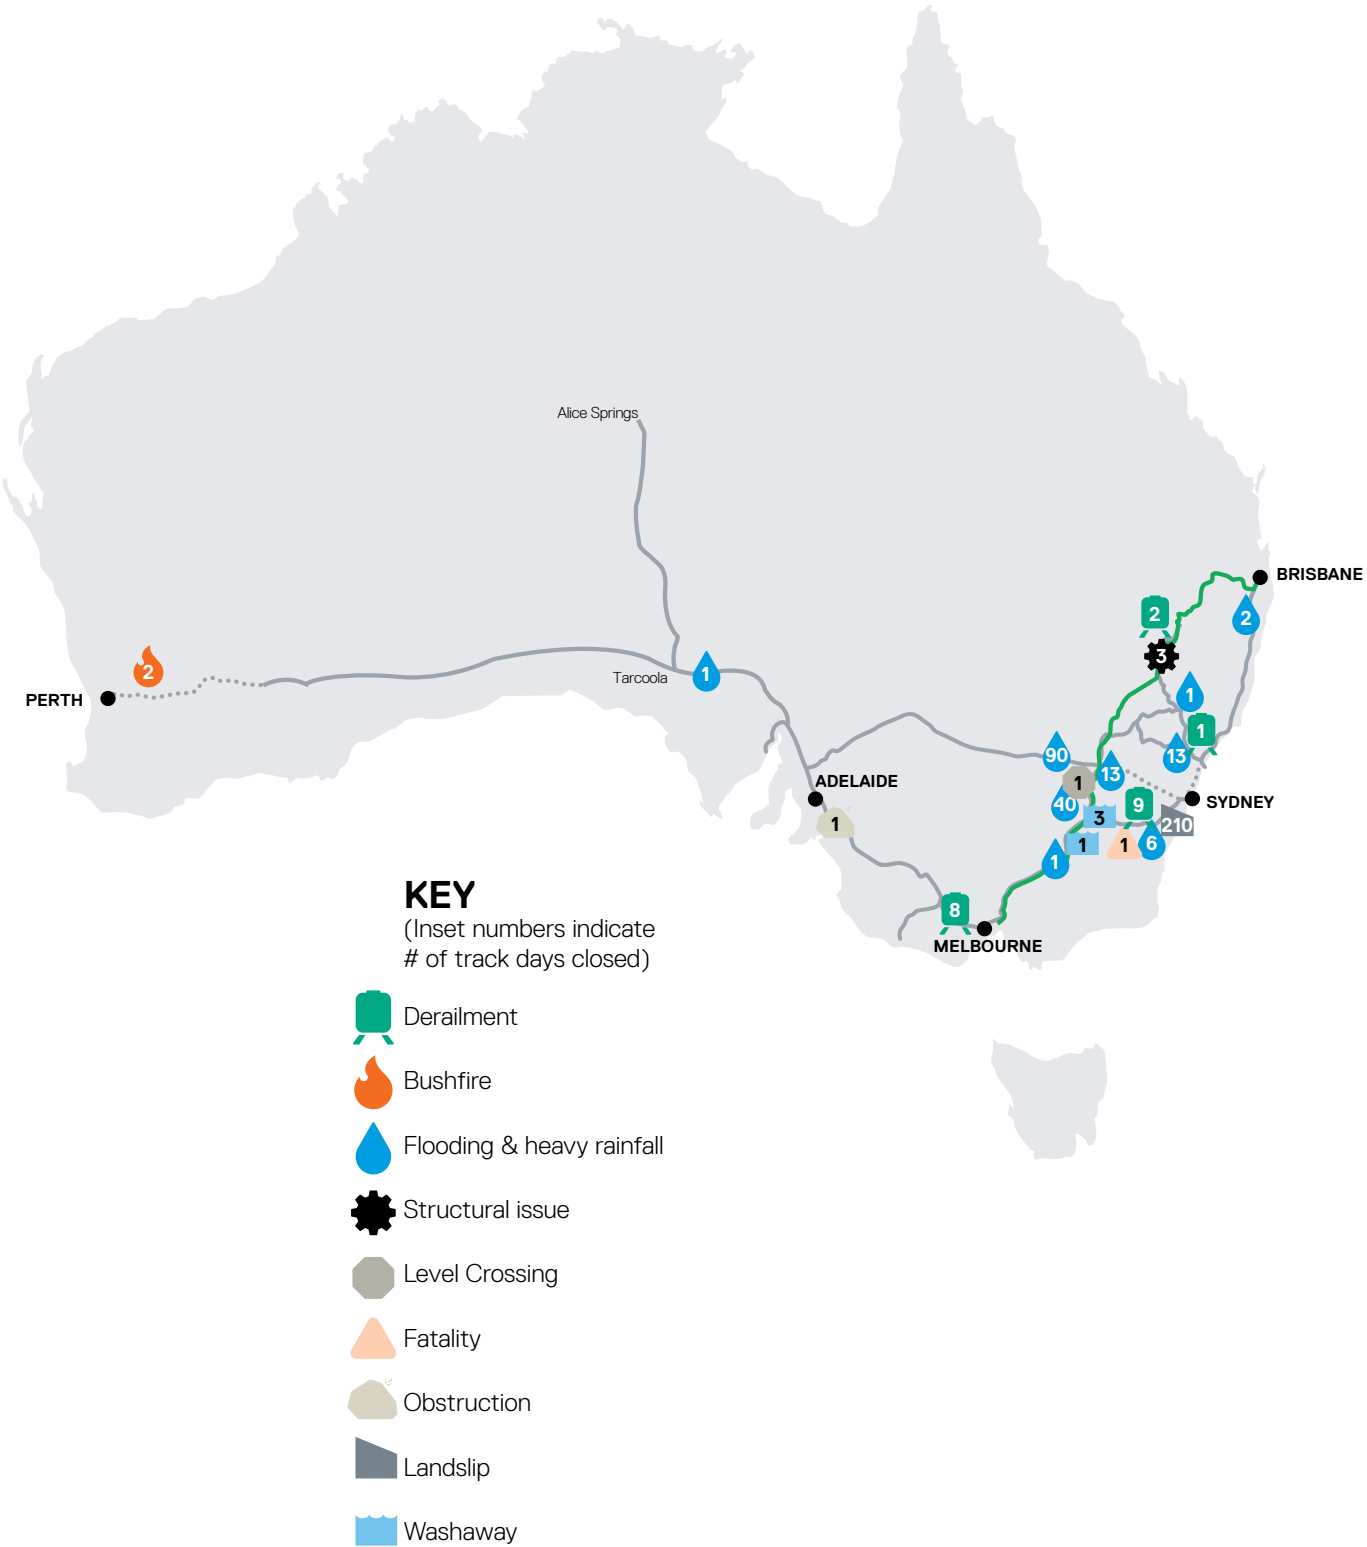 Alice Springs
BRISBANE
2
2
3
2
1
Tarcoola
PERTH
1
1
90
13
13
ADELAIDE
1
40
9
SYDNEY
3
210
1
1
1
6
1
8
MELBOURNE
KEY
(Inset numbers indicate
# of track days closed)
Derailment
Bushfire
Flooding & heavy rainfall
Structural issue
Level Crossing
Fatality
Obstruction
Landslip
Washaway